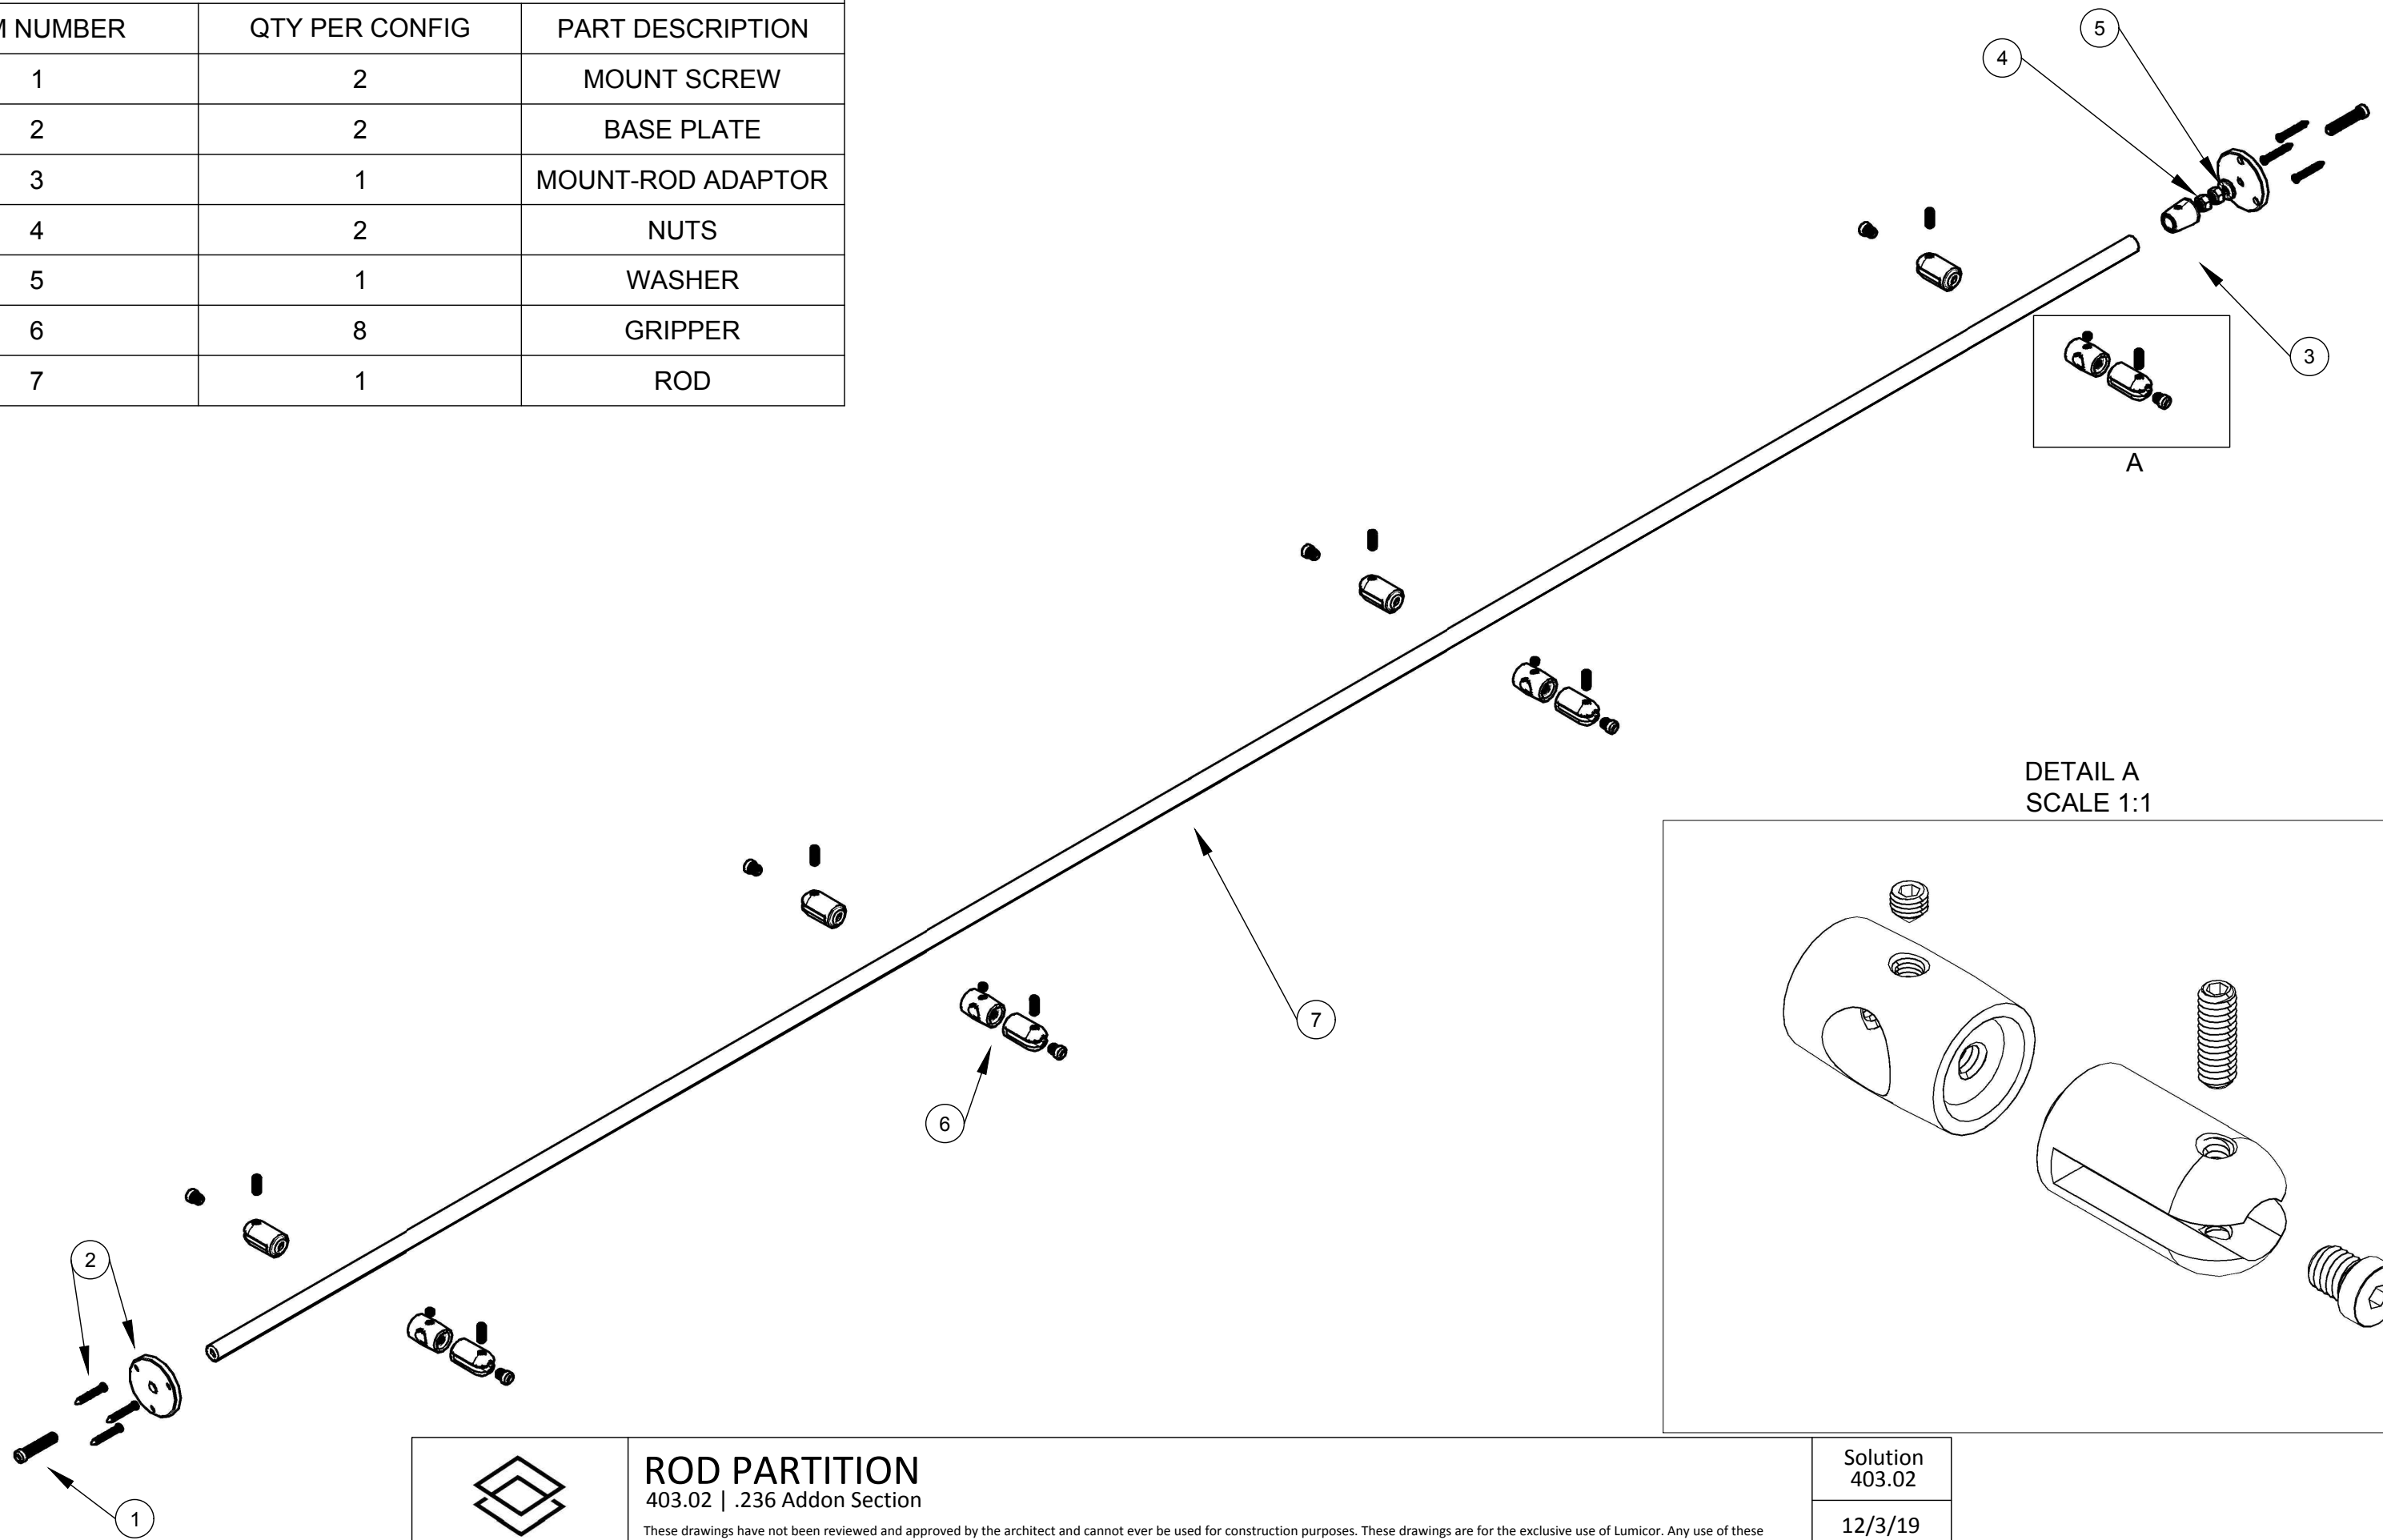 NUMBER QTY PER CONFIG PART DESCRIPTION
1 2 MOUNT SCREW
2 2 BASE PLATE
3 1 MOUNT-ROD ADAPTOR
4 2 NUTS
5 1 WASHER
6 8 GRIPPER
7 1 ROD
5
4
3
A
DETAIL A
SCALE 1:1
7
6
2
1
ROD PARTITION
403.02 | .236 Addon Section
These drawings have not been reviewed and approved by the architect and cannot ever be used for construction purposes. These drawings are for the exclusive use of Lumicor. Any use of these
Solution
403.02
12/3/19